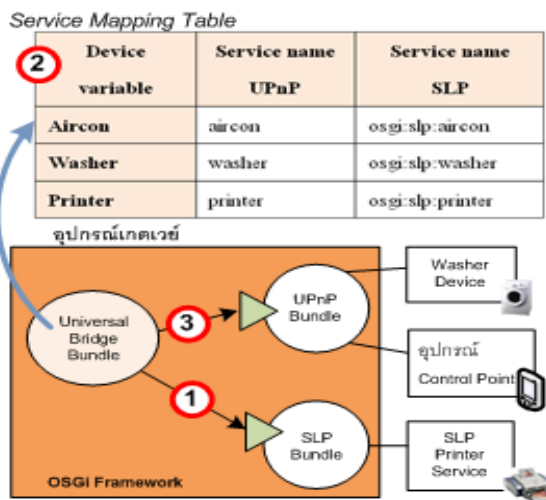 Service Mapping Table
2
Device variable
Service name UPnP
Service name SLP
Aircon
aircon
osgi:slp:aircon
Washer
washer
osgi:slp:washer
Printer
printer
osgi:slp:printer
อุปกรณ์เกตเวย์
Universal
Bridge
Bundle
3
UPnP
Bundle
Washer
Device
อุปกรณ์
Control Point
1
SLP
Bundle
SLP
Printer
Service
OSGi Framework